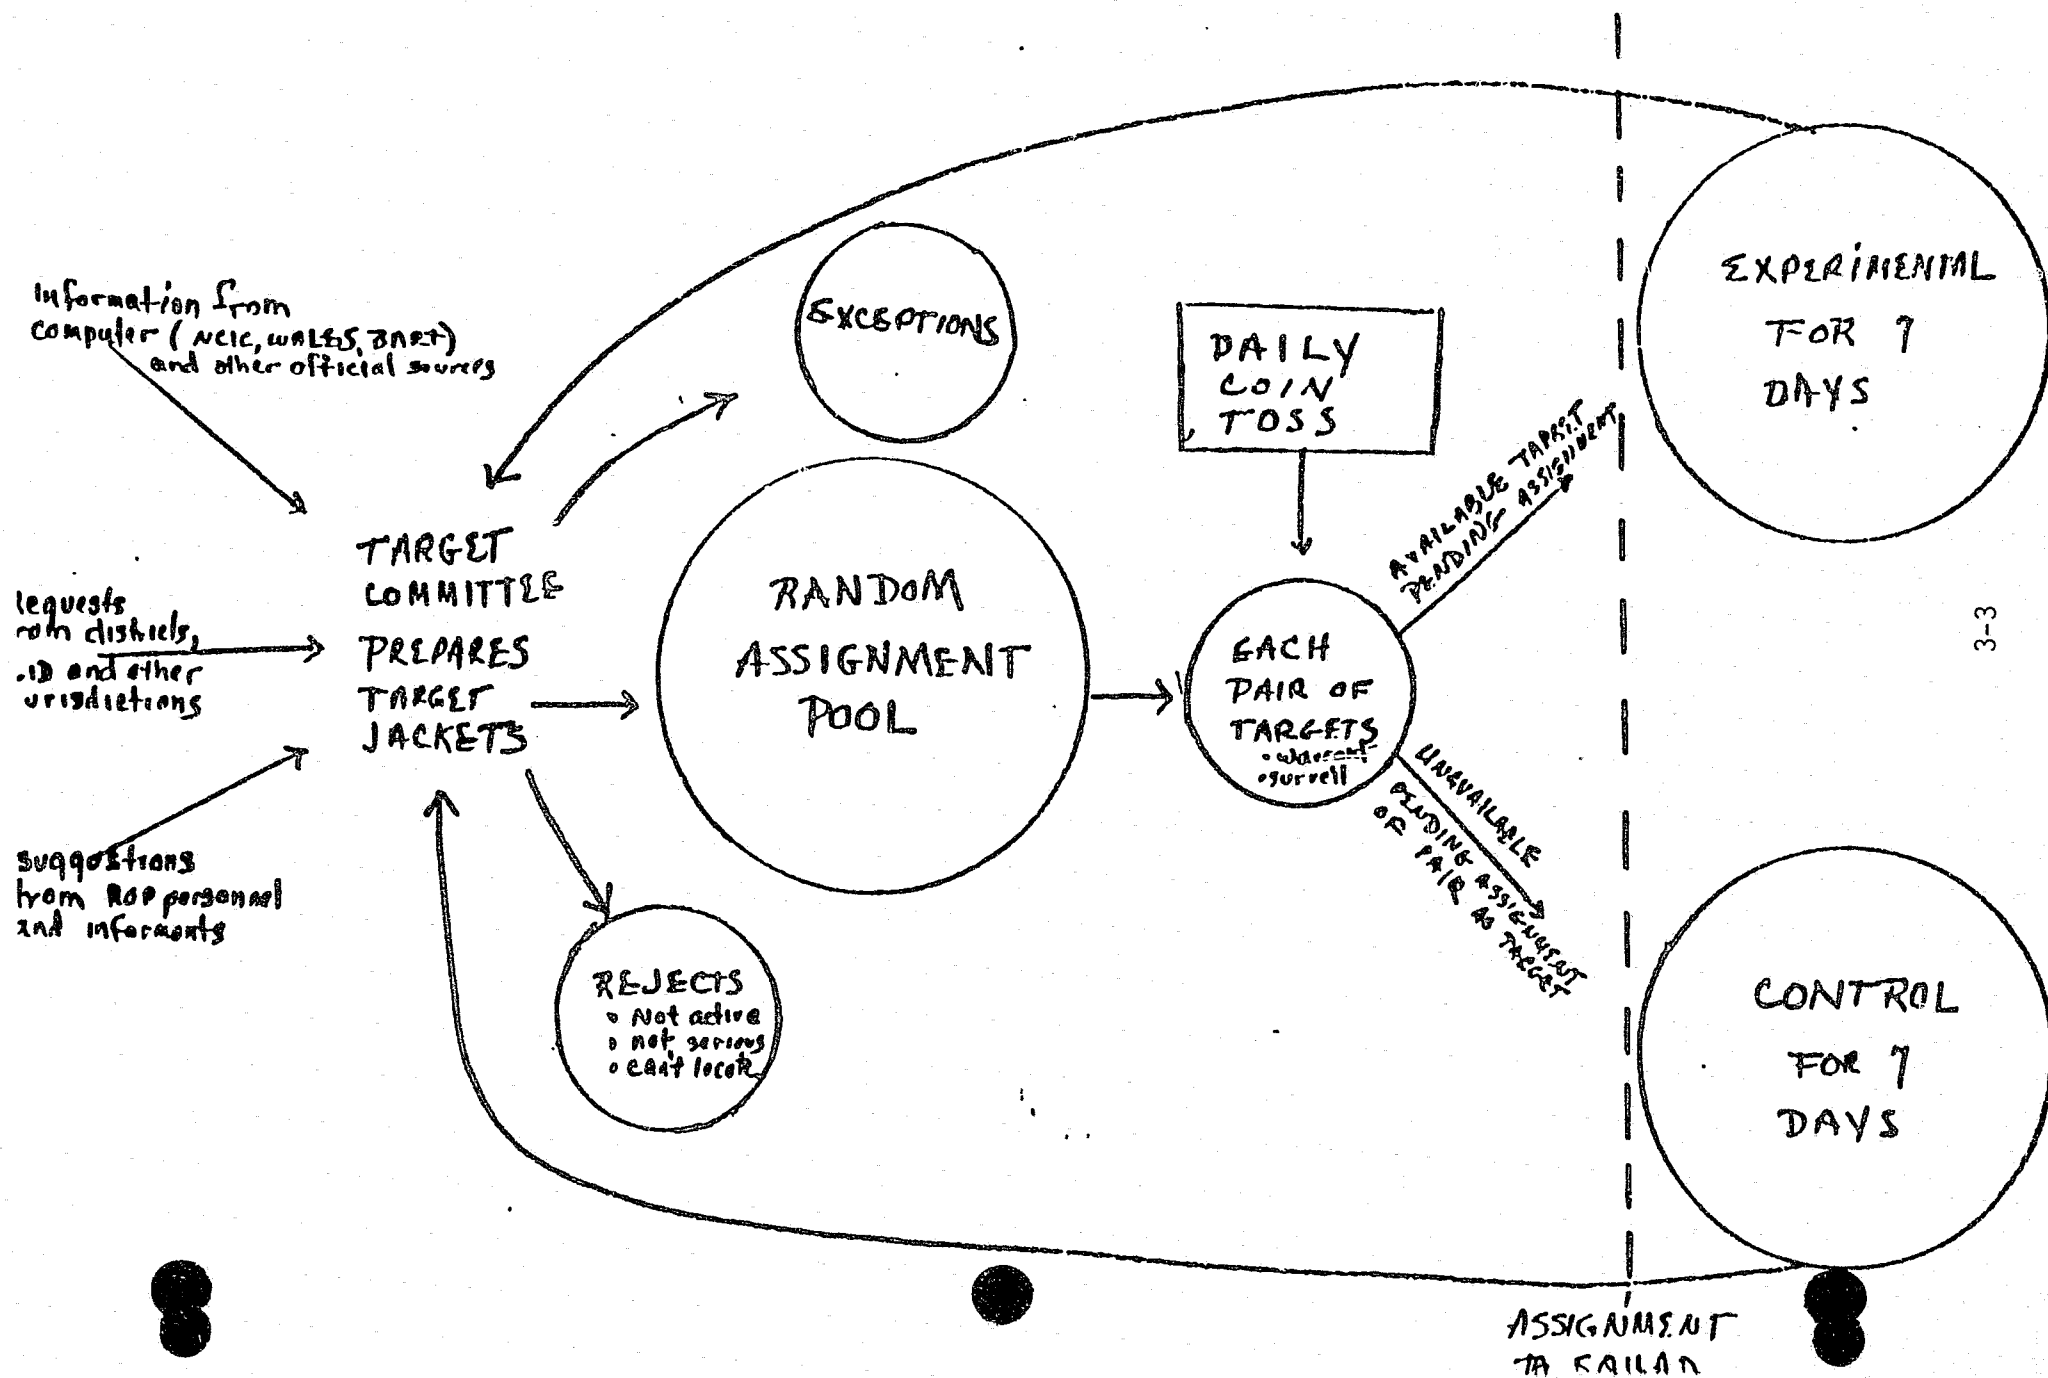 Information from
computer (NCIC, WALES,
and other official sources
requests
from districts,
.ID and other
urisdictions
suggestions
from ROP personnel
and informants
TARGET
COMMITTEE
PREPARES
TARGET
JACKETS
EXCEPTIONS
RANDOM
ASSIGNMENT
POOL
REJECTS
• Not active
• not serious
• can't locate
DAILY
COIN
TOSS
EACH
PAIR OF
TARGETS
• warrant
• surveil
AVAILABLE TARGET
PENDING ASSIGNMENT
UNAVAILABLE
PENDING ASSIGNMENT
OF PAIR AS TARGET
EXPERIMENTAL
FOR 7
DAYS
CONTROL
FOR 7
DAYS
3-3
ASSIGNMENT